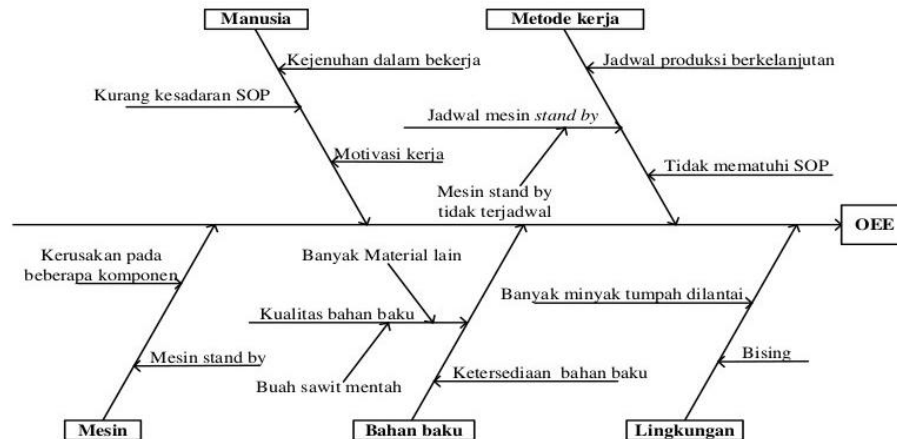 Manusia
Metode kerja
Kejenuhan dalam bekerja
Jadwal produksi berkelanjutan
Kurang kesadaran SOP
Jadwal mesin stand by
Motivasi kerja
Tidak mematuhi SOP
Mesin stand by
tidak terjadwal
OEE
Kerusakan pada
beberapa komponen
Banyak Material lain
Banyak minyak tumpah dilantai
Kualitas bahan baku
Mesin stand by
Bising
Buah sawit mentah
Ketersediaan bahan baku
Mesin
Bahan baku
Lingkungan